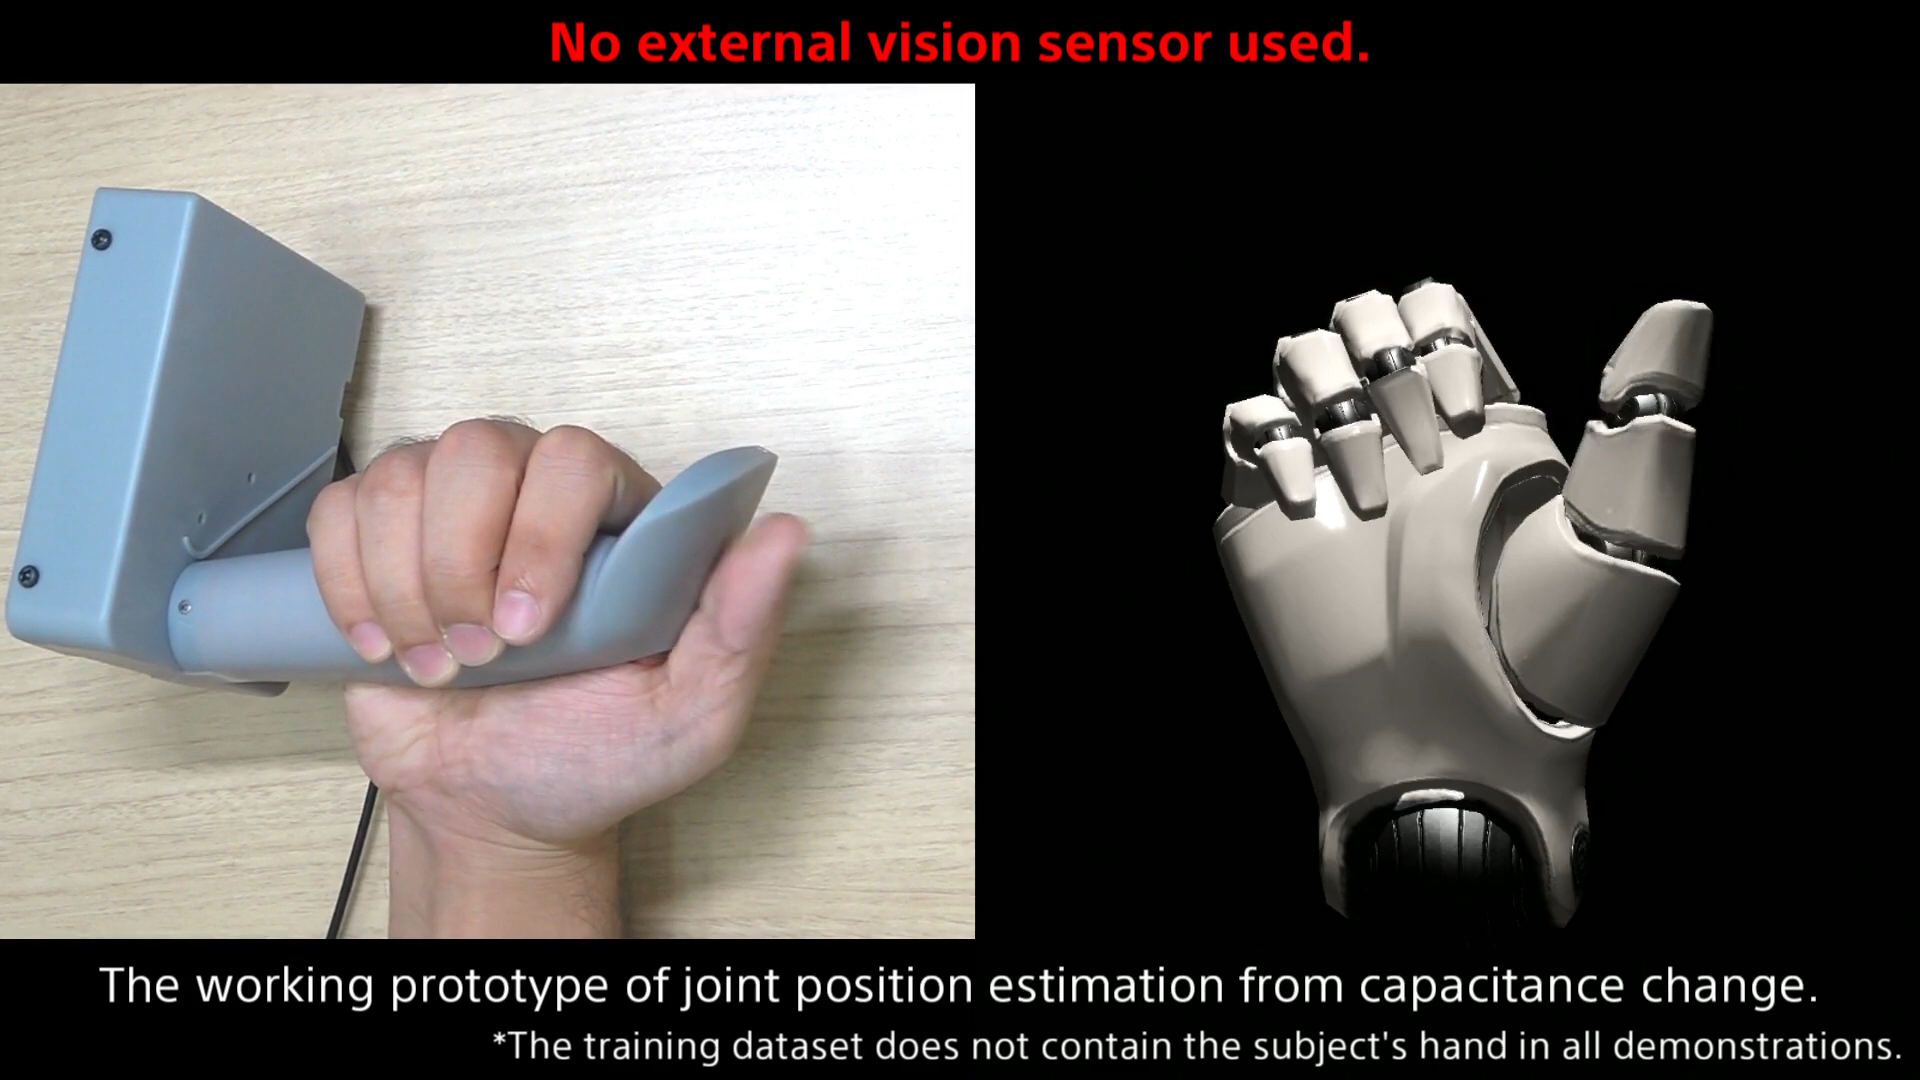 No external vision sensor used.
The working prototype of joint position estimation from capacitance change.
*The training dataset does not contain the subject's hand in all demonstrations.